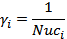 γᵢ = 1 / Nucᵢ